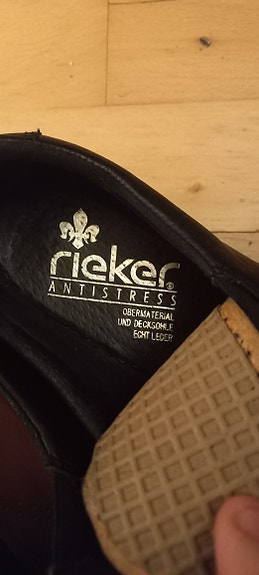 rieker®
ANTISTRESS
OBERMATERIAL
UND DECKSOHLE
ECHT LEDER